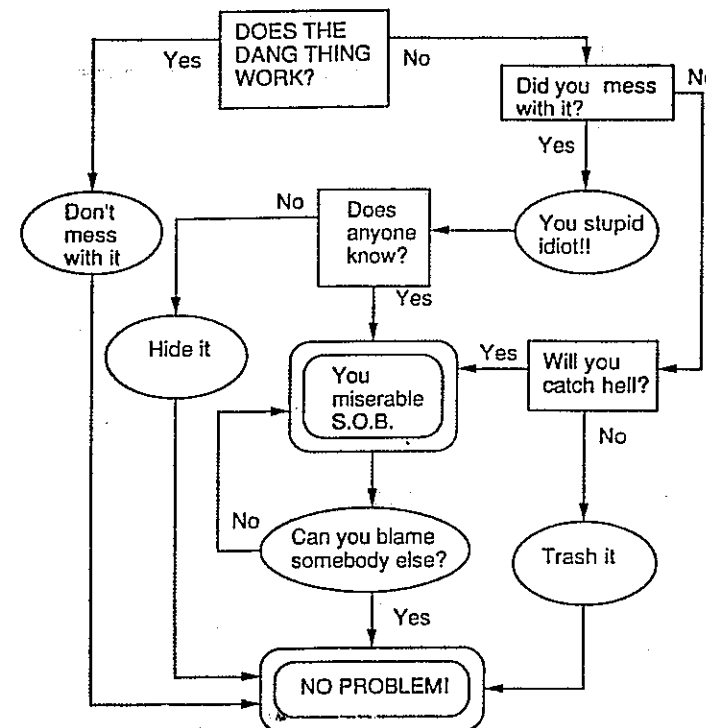 DOES THE
DANG THING
WORK?
Yes
No
Did you mess
with it?
No
Yes
Don't
mess
with it
No
Does
anyone
know?
You stupid
idiot!!
Yes
Hide it
You
miserable
S.O.B.
Yes
Will you
catch hell?
No
No
Can you blame
somebody else?
Trash it
Yes
NO PROBLEM!